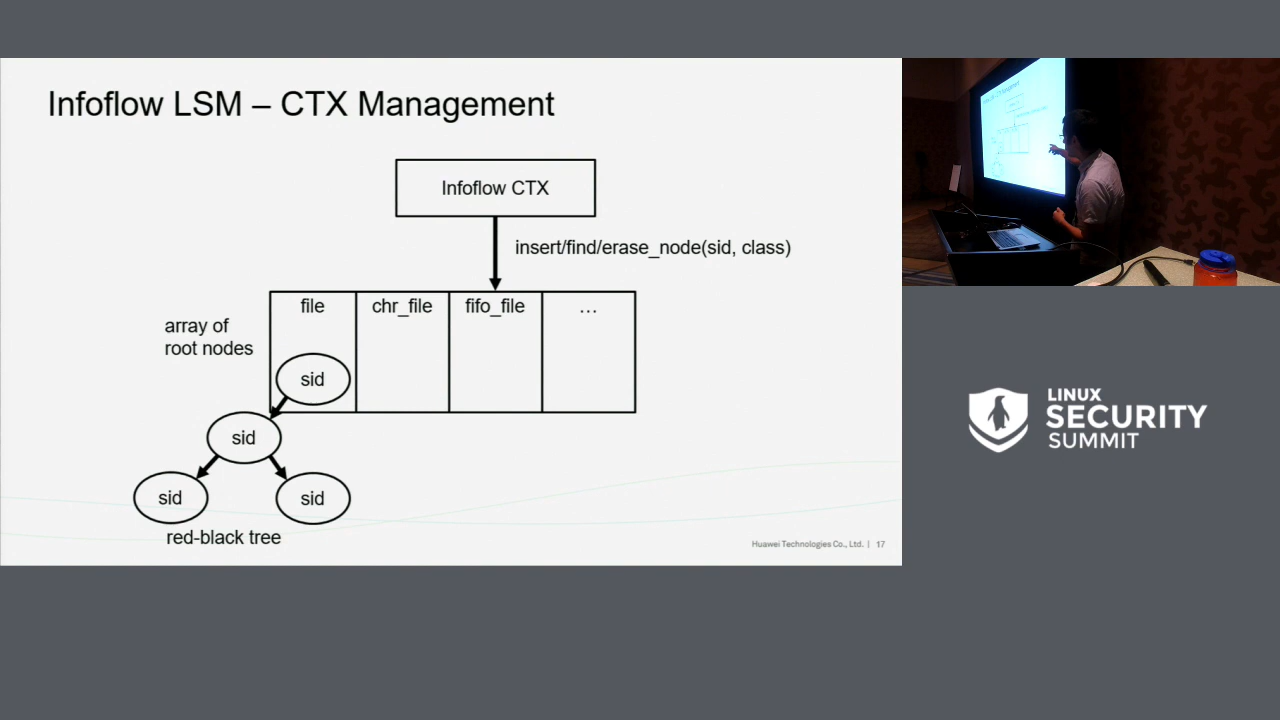 Infoflow LSM – CTX Management
Infoflow CTX
insert/find/erase_node(sid, class)
file
chr_file
fifo_file
…
array of
root nodes
sid
sid
sid
sid
red-black tree
Huawei Technologies Co., Ltd. | 17
LINUX
SECURITY
SUMMIT